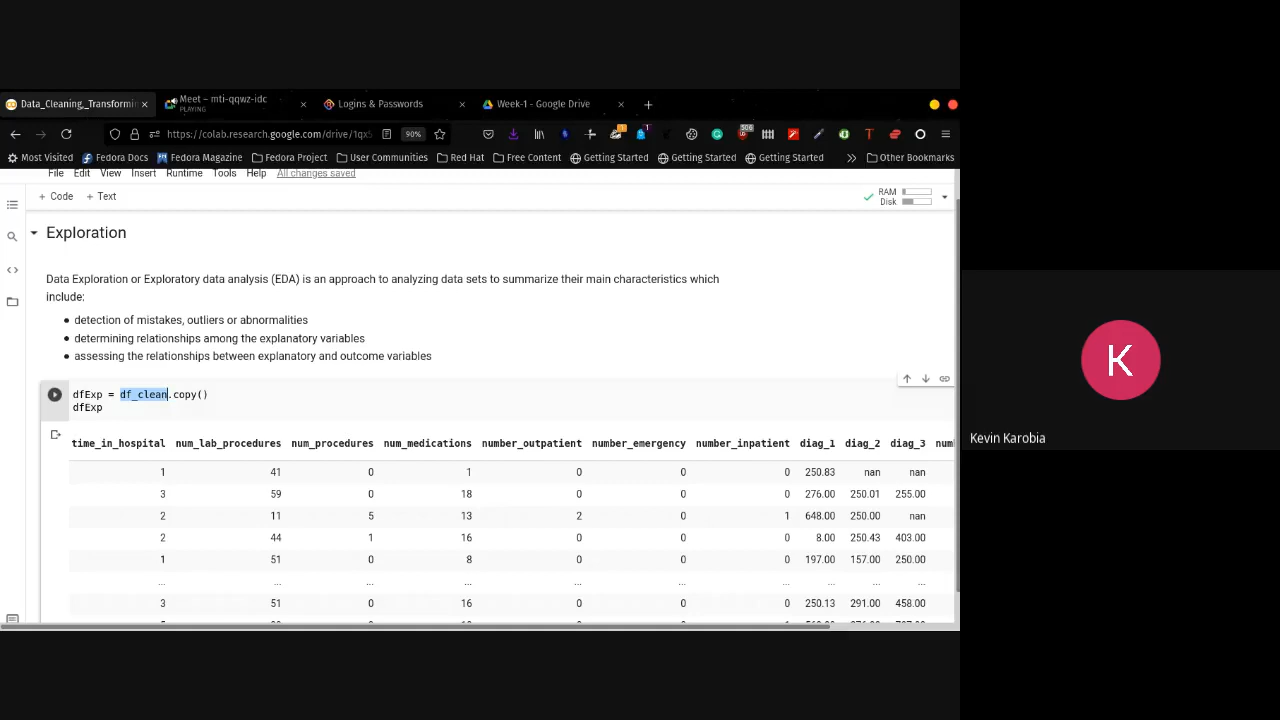 Data_Cleaning,_Transformin
Meet – mti-qqwz-idc
PLAYING
Logins & Passwords
Week-1 - Google Drive
https://colab.research.google.com/drive/1qx5
90%
Most Visited
Fedora Docs
Fedora Magazine
Fedora Project
User Communities
Red Hat
Free Content
Getting Started
Getting Started
Getting Started
Other Bookmarks
File Edit View Insert Runtime Tools Help All changes saved
+ Code + Text
RAM
Disk
Exploration
Data Exploration or Exploratory data analysis (EDA) is an approach to analyzing data sets to summarize their main characteristics which
include:
• detection of mistakes, outliers or abnormalities
• determining relationships among the explanatory variables
• assessing the relationships between explanatory and outcome variables
dfExp = df_clean.copy()
dfExp
time_in_hospital num_lab_procedures num_procedures num_medications number_outpatient number_emergency number_inpatient diag_1 diag_2 diag_3
1 41 0 1 0 0 0 250.83 nan nan
3 59 0 18 0 0 0 276.00 250.01 255.00
2 11 5 13 2 0 1 648.00 250.00 nan
2 44 1 16 0 0 0 8.00 250.43 403.00
1 51 0 8 0 0 0 197.00 157.00 250.00
... ... ... ... ... ... ... ... ... ...
3 51 0 16 0 0 0 250.13 291.00 458.00
K
Kevin Karobia